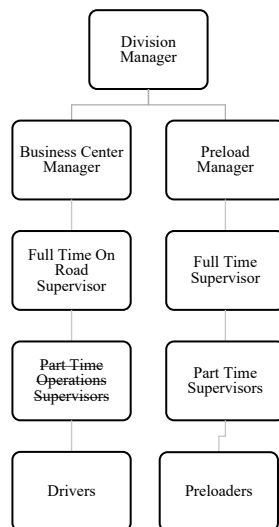 Division
Manager
Business Center
Manager
Preload
Manager
Full Time On
Road
Supervisor
Full Time
Supervisor
Part Time
Operations
Supervisors
Part Time
Supervisors
Drivers
Preloaders